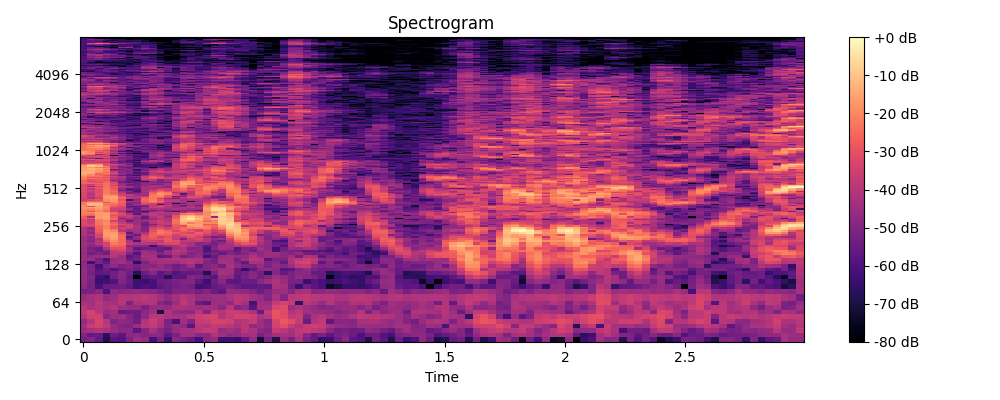 Spectrogram
Hz
4096
2048
1024
512
256
128
64
0
0
0.5
1
1.5
2
2.5
Time
+0 dB
-10 dB
-20 dB
-30 dB
-40 dB
-50 dB
-60 dB
-70 dB
-80 dB